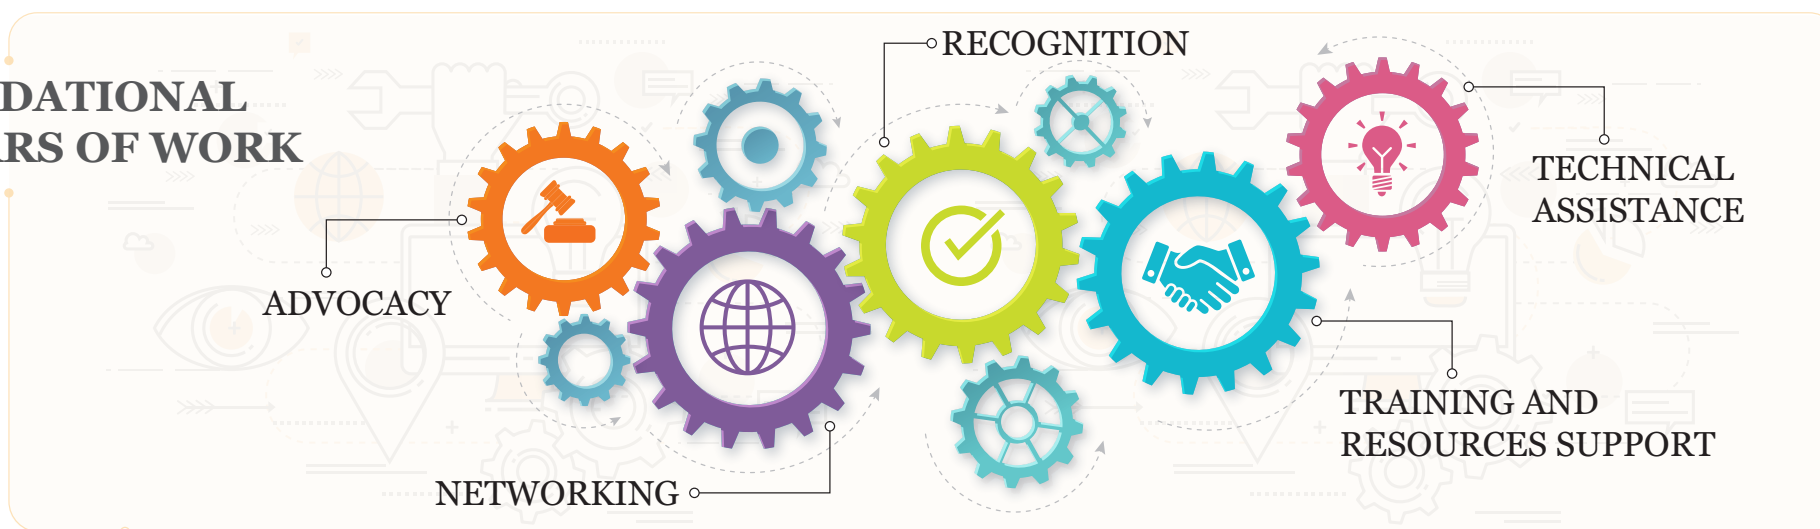 DATIONAL
RS OF WORK
RECOGNITION
TECHNICAL
ASSISTANCE
ADVOCACY
TRAINING AND
RESOURCES SUPPORT
NETWORKING